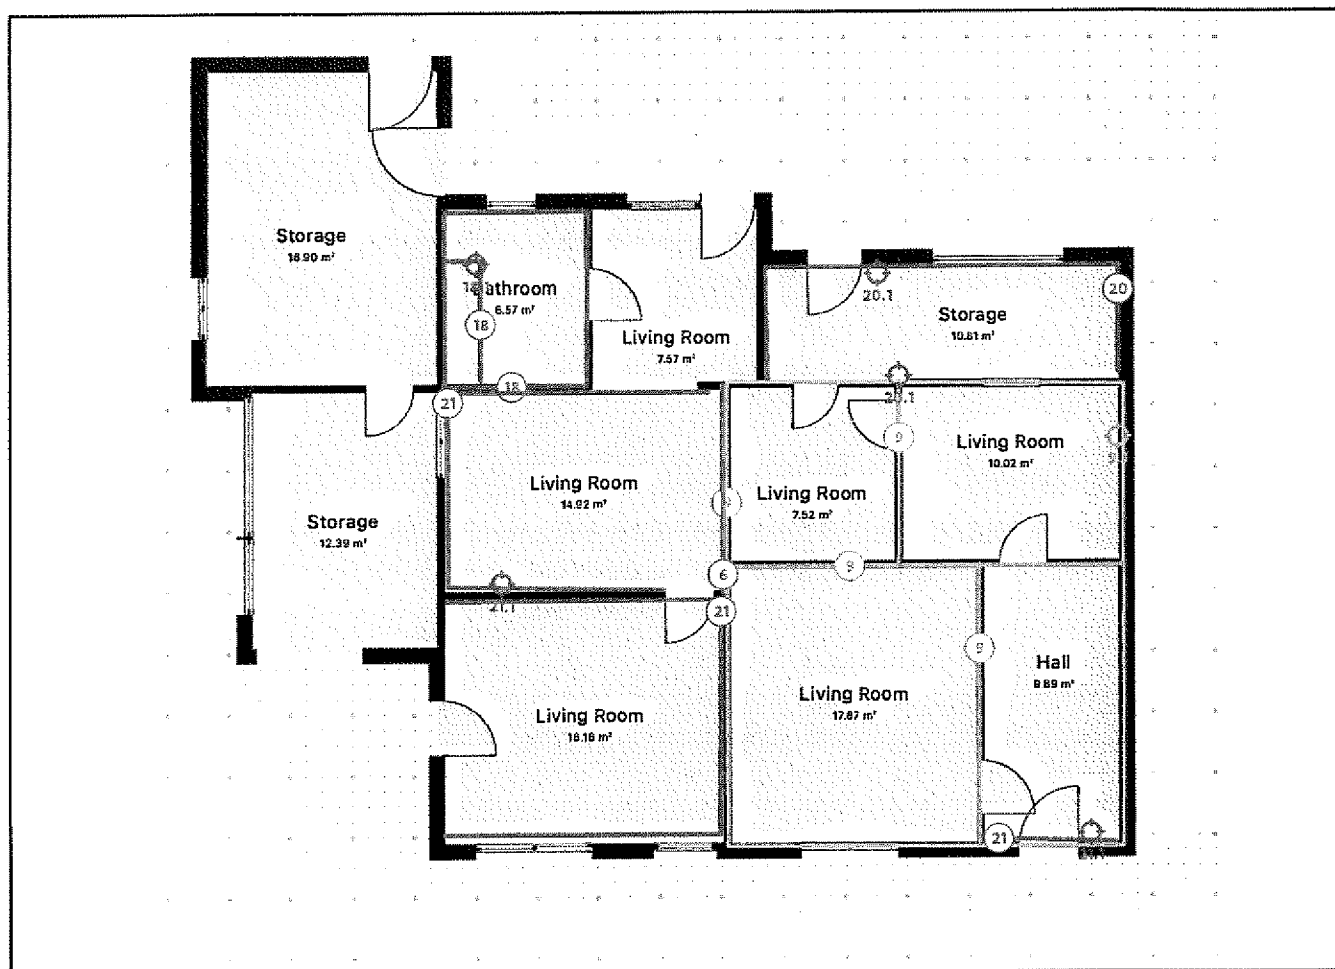 Storage
18.90 m²
Bathroom
6.57 m²
18
18
Living Room
7.57 m²
20.1
20
Storage
10.81 m²
21
Living Room
14.92 m²
21.1
Living Room
7.52 m²
9
Living Room
10.02 m²
Storage
12.39 m²
6
21
9
9
Hall
9.89 m²
Living Room
16.16 m²
Living Room
17.67 m²
21